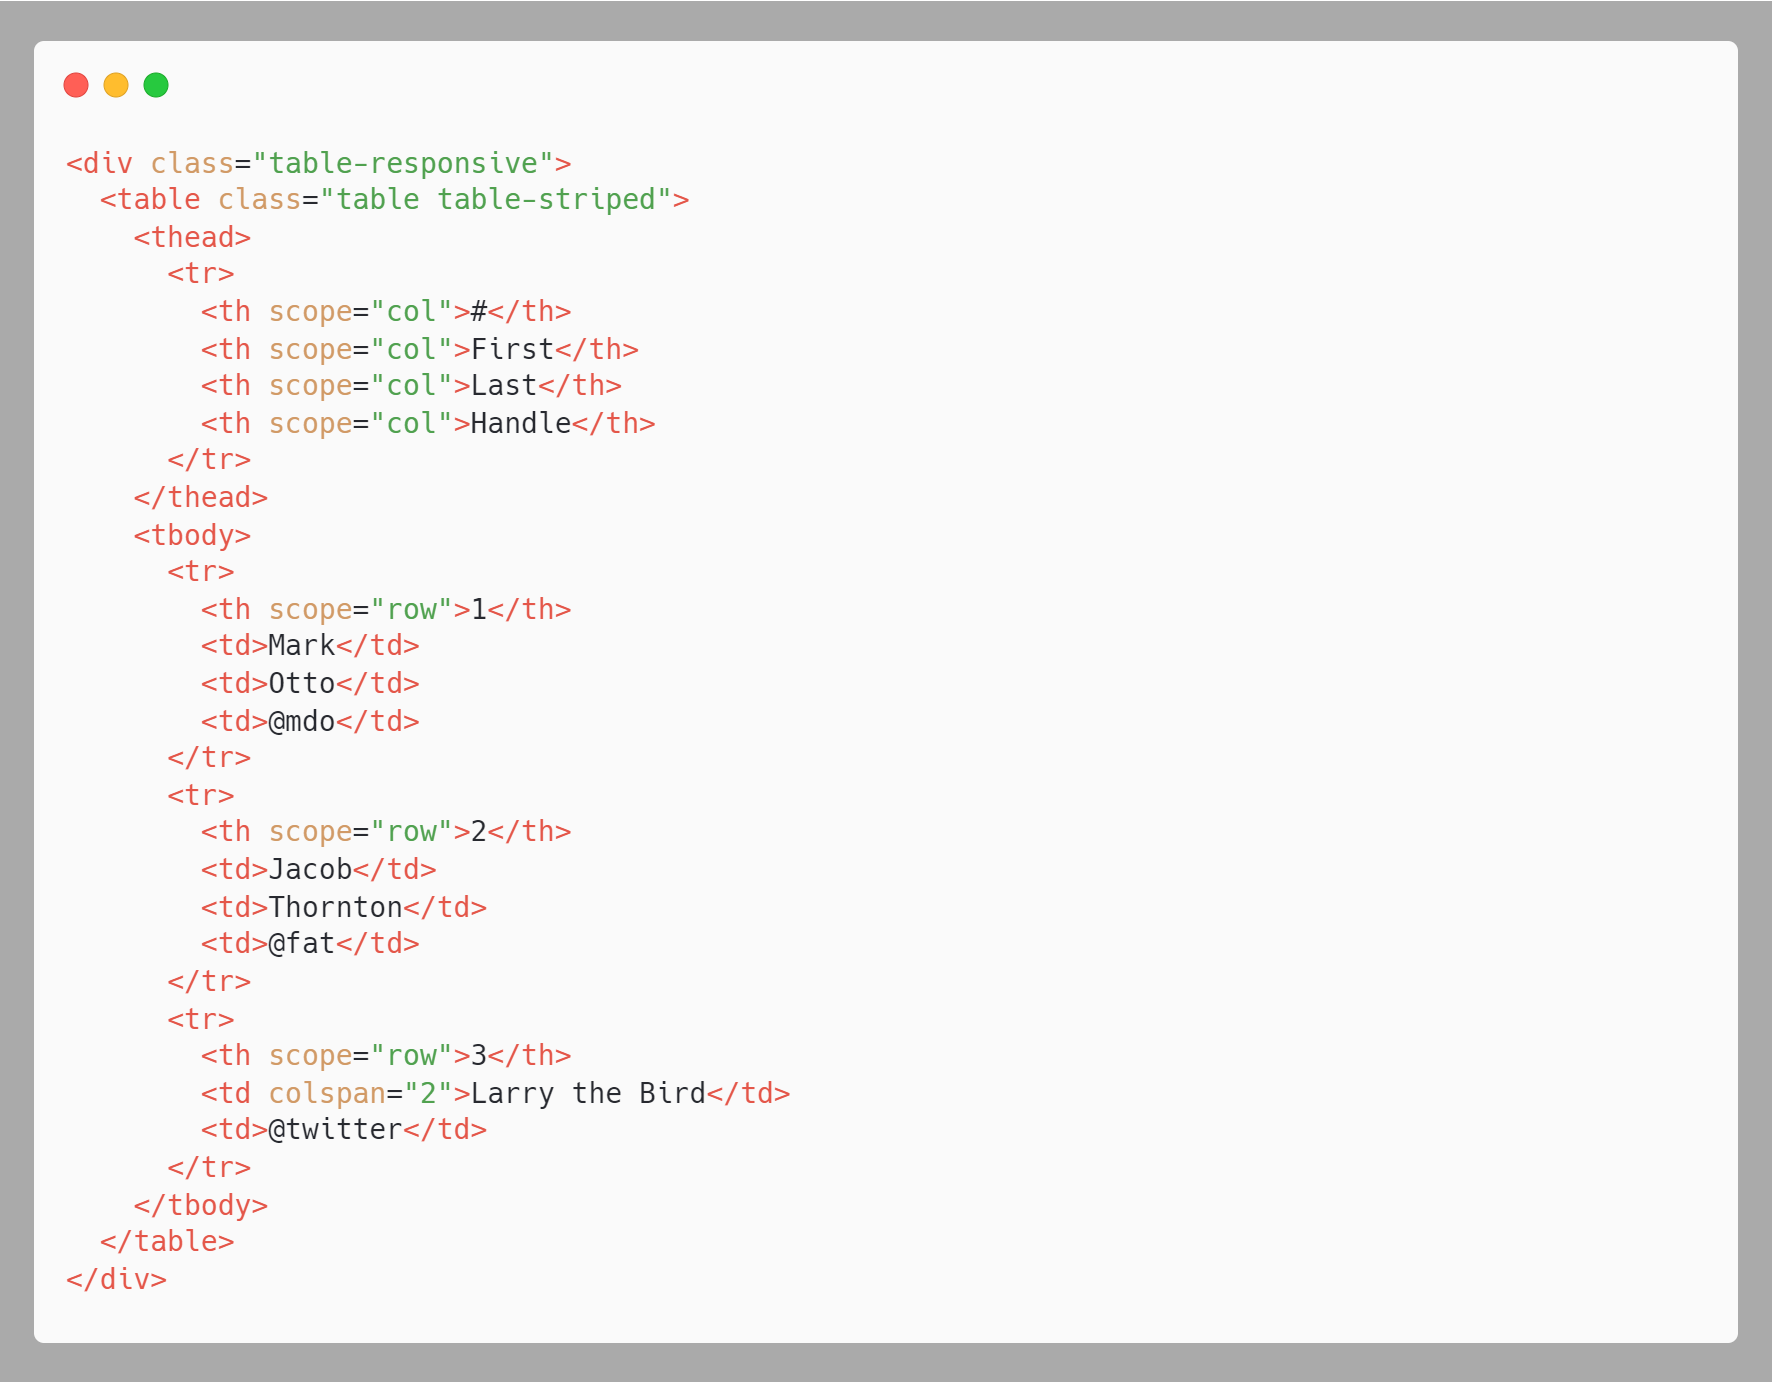 <div class="table-responsive">
  <table class="table table-striped">
    <thead>
      <tr>
        <th scope="col">#</th>
        <th scope="col">First</th>
        <th scope="col">Last</th>
        <th scope="col">Handle</th>
      </tr>
    </thead>
    <tbody>
      <tr>
        <th scope="row">1</th>
        <td>Mark</td>
        <td>Otto</td>
        <td>@mdo</td>
      </tr>
      <tr>
        <th scope="row">2</th>
        <td>Jacob</td>
        <td>Thornton</td>
        <td>@fat</td>
      </tr>
      <tr>
        <th scope="row">3</th>
        <td colspan="2">Larry the Bird</td>
        <td>@twitter</td>
      </tr>
    </tbody>
  </table>
</div>